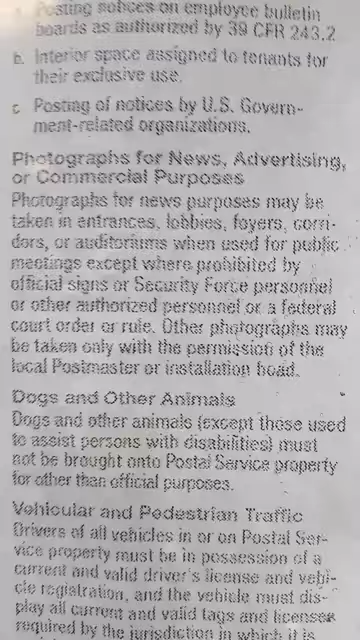 a. Posting notices on employee bulletin
boards as authorized by 39 CFR 243.2
b. Interior space assigned to tenants for
their exclusive use.
c. Posting of notices by U.S. Govern-
ment-related organizations.
Photographs for News, Advertising,
or Commercial Purposes
Photographs for news purposes may be
taken in entrances, lobbies, foyers, corri-
dors, or auditoriums when used for public
meetings except where prohibited by
official signs or Security Force personnel
or other authorized personnel or a federal
court order or rule. Other photographs may
be taken only with the permission of the
local Postmaster or installation head.
Dogs and Other Animals
Dogs and other animals (except those used
to assist persons with disabilities) must
not be brought onto Postal Service property
for other than official purposes.
Vehicular and Pedestrian Traffic
Drivers of all vehicles in or on Postal Ser-
vice property must be in possession of a
current and valid driver's license and vehi-
cle registration, and the vehicle must dis-
play all current and valid tags and licenses
required by the jurisdiction in which it is